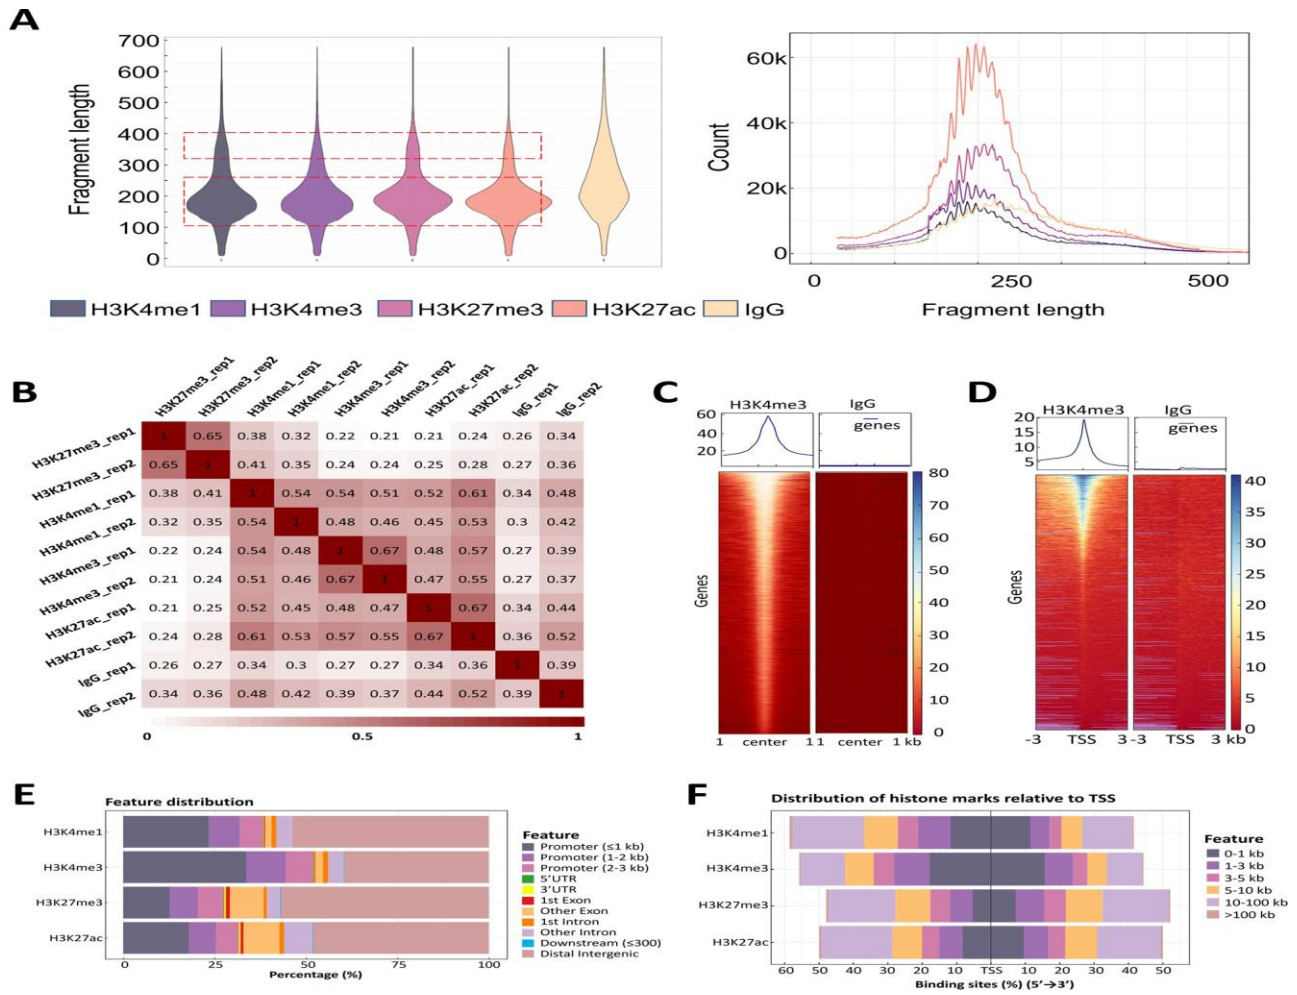 A
700
600
500
400
300
200
100
0
Fragment length
60k
40k
20k
0
Count
0 250 500
Fragment length
H3K4me1 H3K4me3 H3K27me3 H3K27ac IgG
B
H3K27me3_rep1 H3K27me3_rep2 H3K4me1_rep1 H3K4me1_rep2 H3K4me3_rep1 H3K4me3_rep2 H3K27ac_rep1 H3K27ac_rep2 IgG_rep1 IgG_rep2
H3K27me3_rep1 1 0.65 0.38 0.32 0.22 0.21 0.21 0.24 0.26 0.34
H3K27me3_rep2 0.65 1 0.41 0.35 0.24 0.24 0.25 0.28 0.27 0.36
H3K4me1_rep1 0.38 0.41 1 0.54 0.54 0.51 0.52 0.61 0.34 0.48
H3K4me1_rep2 0.32 0.35 0.54 1 0.48 0.46 0.45 0.53 0.3 0.42
H3K4me3_rep1 0.22 0.24 0.54 0.48 1 0.67 0.48 0.57 0.27 0.39
H3K4me3_rep2 0.21 0.24 0.51 0.46 0.67 1 0.47 0.55 0.27 0.37
H3K27ac_rep1 0.21 0.25 0.52 0.45 0.48 0.47 1 0.67 0.34 0.44
H3K27ac_rep2 0.24 0.28 0.61 0.53 0.57 0.55 0.67 1 0.36 0.52
IgG_rep1 0.26 0.27 0.34 0.3 0.27 0.27 0.34 0.36 1 0.39
IgG_rep2 0.34 0.36 0.48 0.42 0.39 0.37 0.44 0.52 0.39 1
0 0.5 1
C
H3K4me3 IgG
60
40
20
genes
Genes
80
70
60
50
40
30
20
10
0
1 center 1 1 center 1 kb
D
H3K4me3 IgG
20
15
10
5
genes
Genes
40
35
30
25
20
15
10
5
0
-3 TSS 3 -3 TSS 3 kb
E
Feature distribution
H3K4me1
H3K4me3
H3K27me3
H3K27ac
0 25 50 75 100
Percentage (%)
Feature
Promoter (≤1 kb)
Promoter (1-2 kb)
Promoter (2-3 kb)
5'UTR
3'UTR
1st Exon
Other Exon
1st Intron
Other Intron
Downstream (≤300)
Distal Intergenic
F
Distribution of histone marks relative to TSS
H3K4me1
H3K4me3
H3K27me3
H3K27ac
60 50 40 30 20 10 TSS 10 20 30 40 50
Binding sites (%) (5'→3')
Feature
0-1 kb
1-3 kb
3-5 kb
5-10 kb
10-100 kb
>100 kb